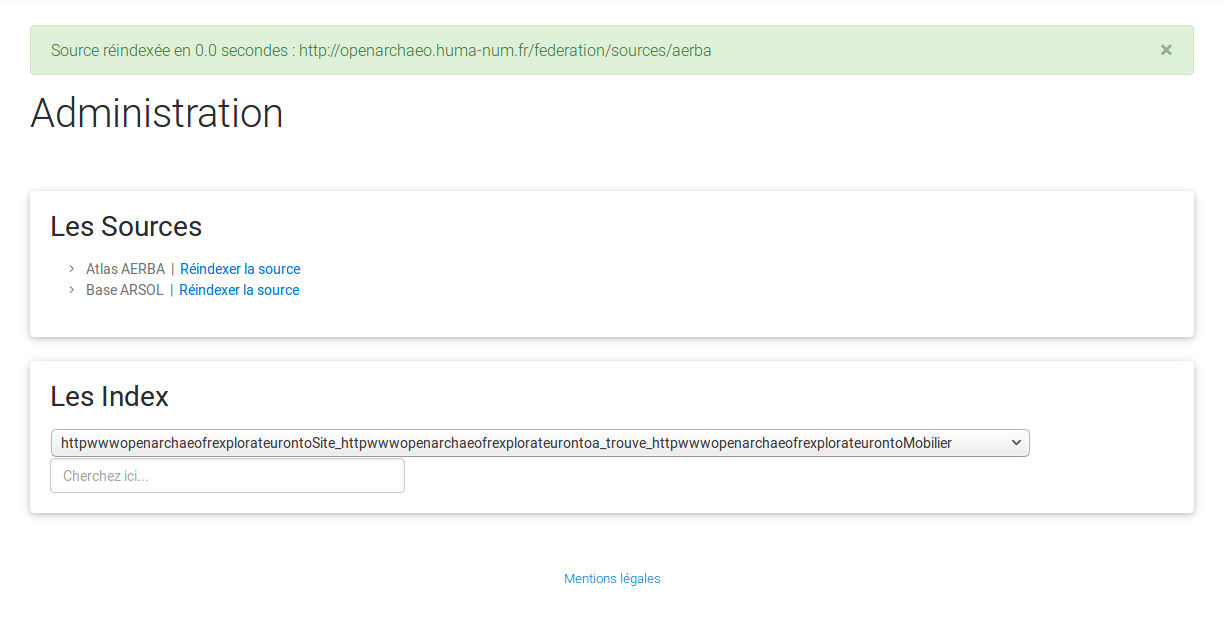 Source réindexée en 0.0 secondes : http://openarchaeo.huma-num.fr/federation/sources/aerba ×
Administration
Les Sources
Atlas AERBA | Réindexer la source
Base ARSOL | Réindexer la source
Les Index
httpwwwopenarchaeofrexplorateurontoSite_httpwwwopenarchaeofrexplorateurontoa_trouve_httpwwwopenarchaeofrexplorateurontoMobilier
Cherchez ici...
Mentions légales